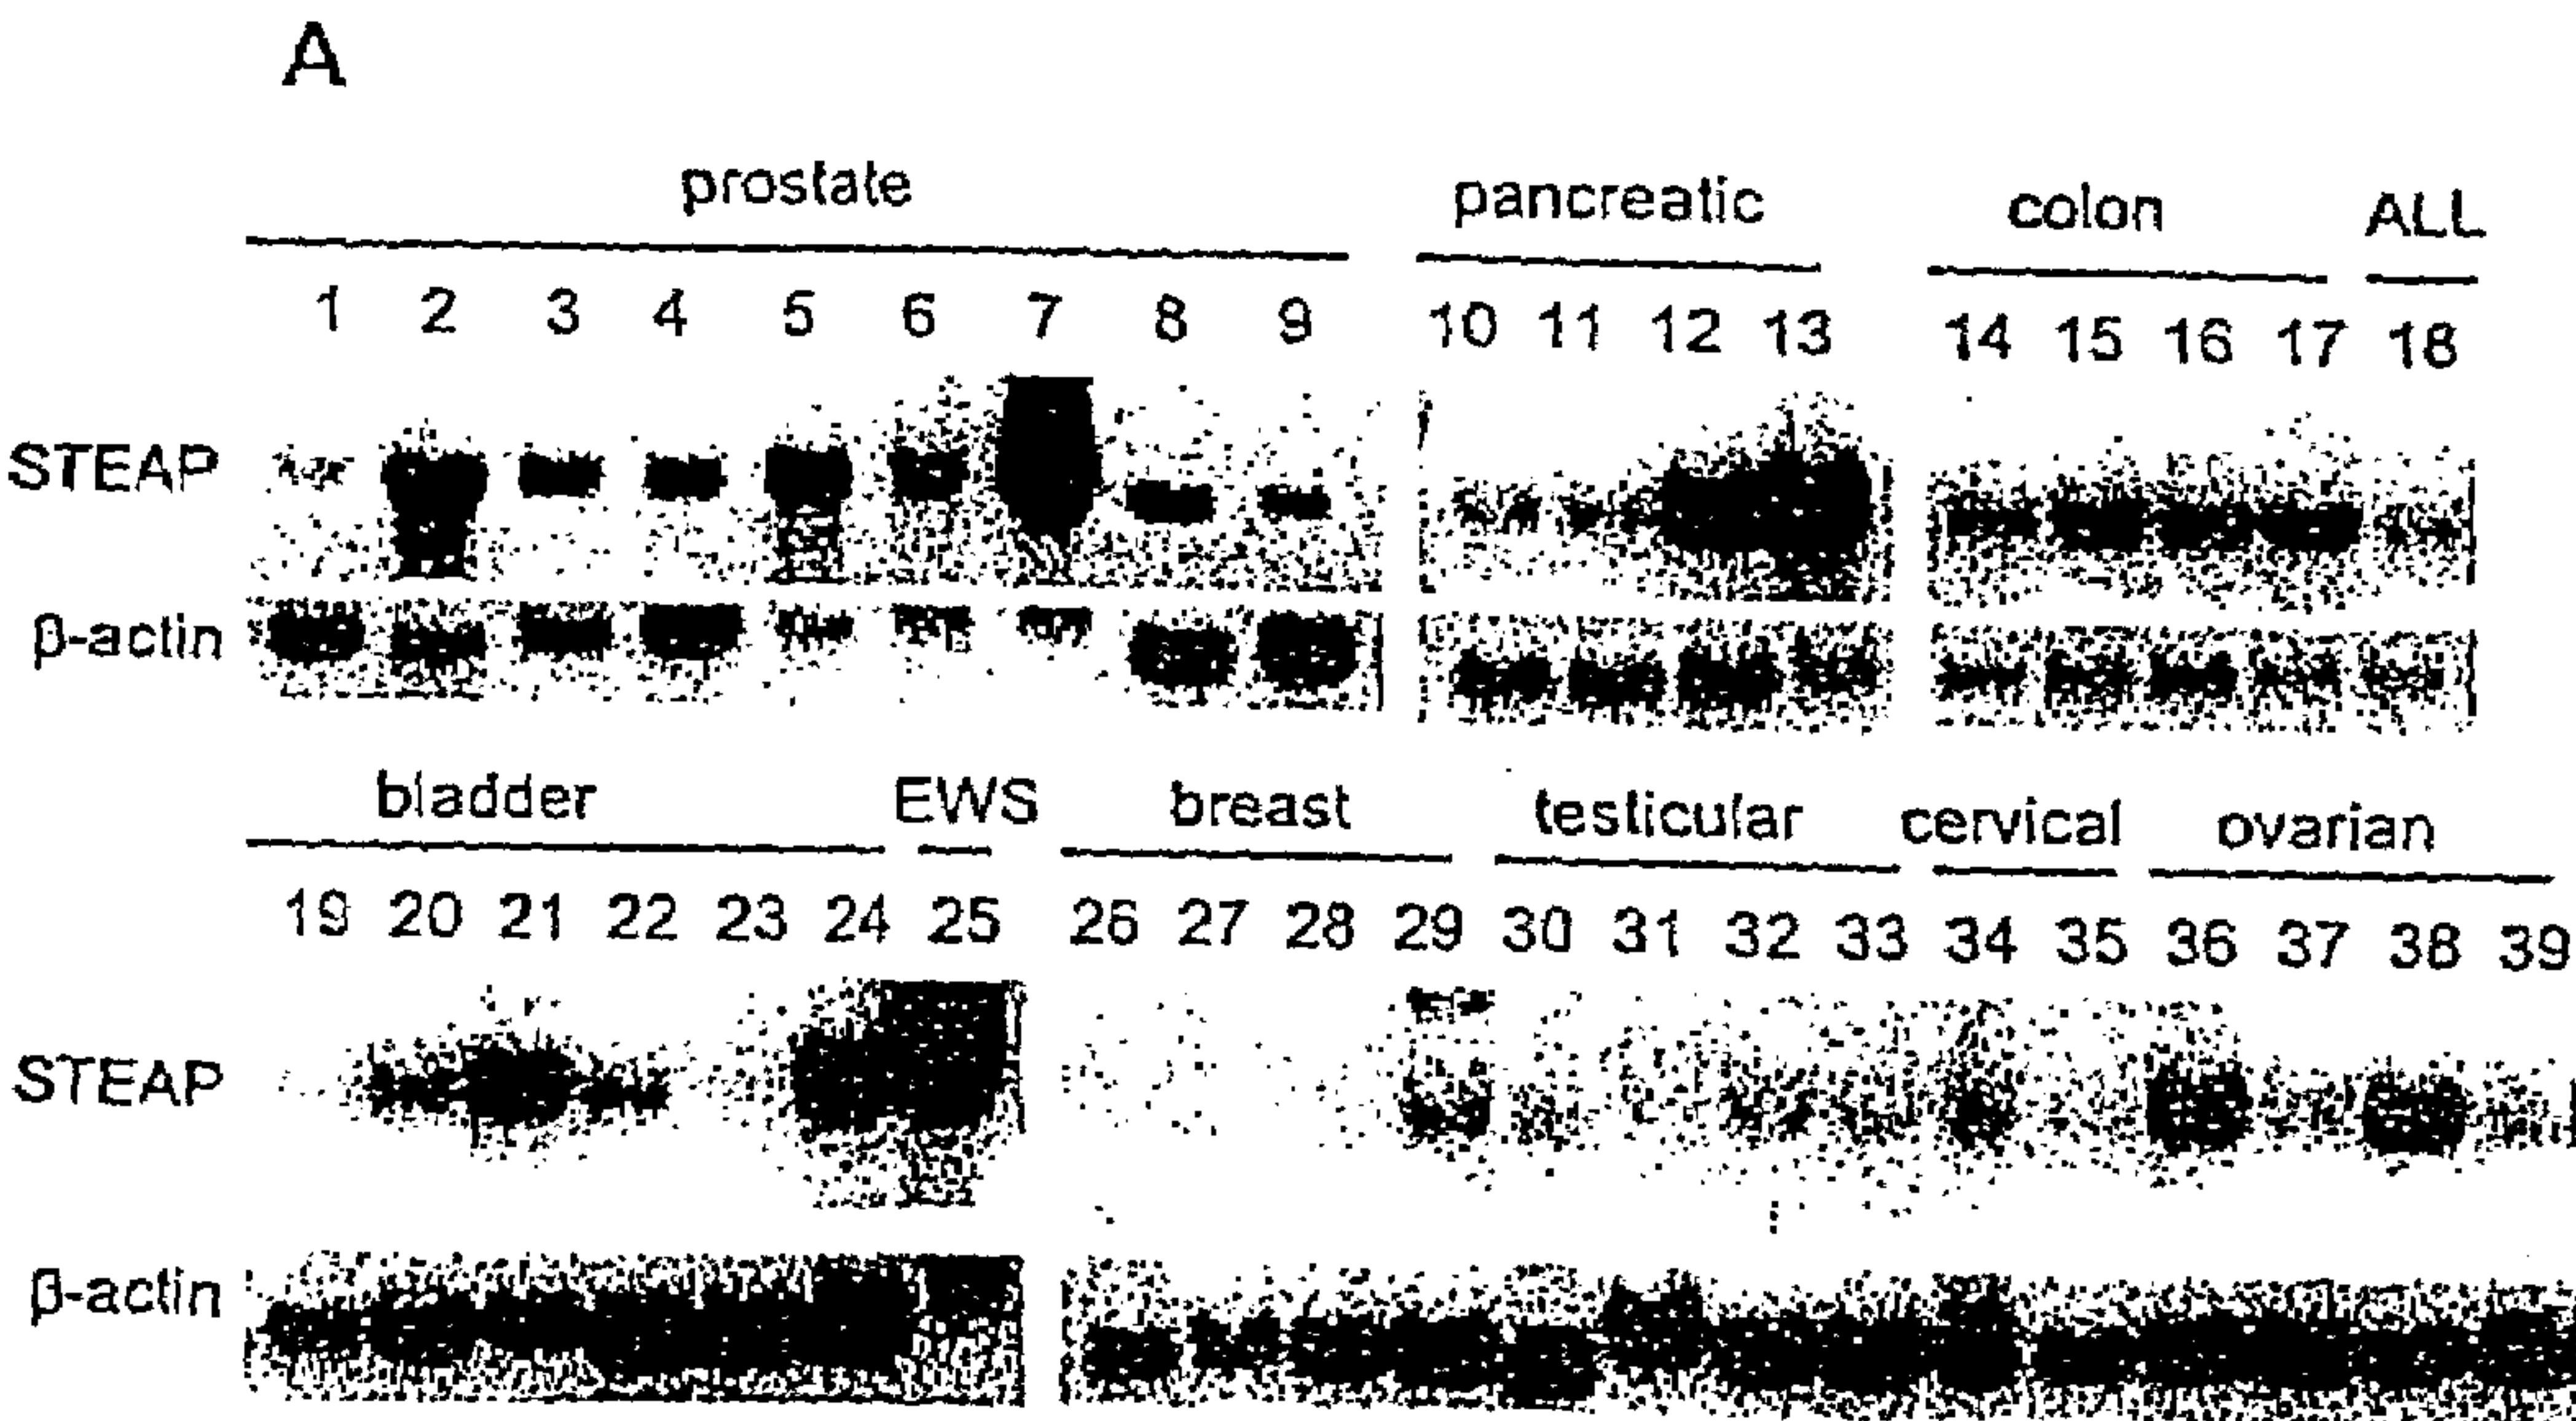 A
prostate pancreatic colon ALL
1 2 3 4 5 6 7 8 9 10 11 12 13 14 15 16 17 18
STEAP
β-actin
bladder EWS breast testicular cervical ovarian
19 20 21 22 23 24 25 26 27 28 29 30 31 32 33 34 35 36 37 38 39
STEAP
β-actin